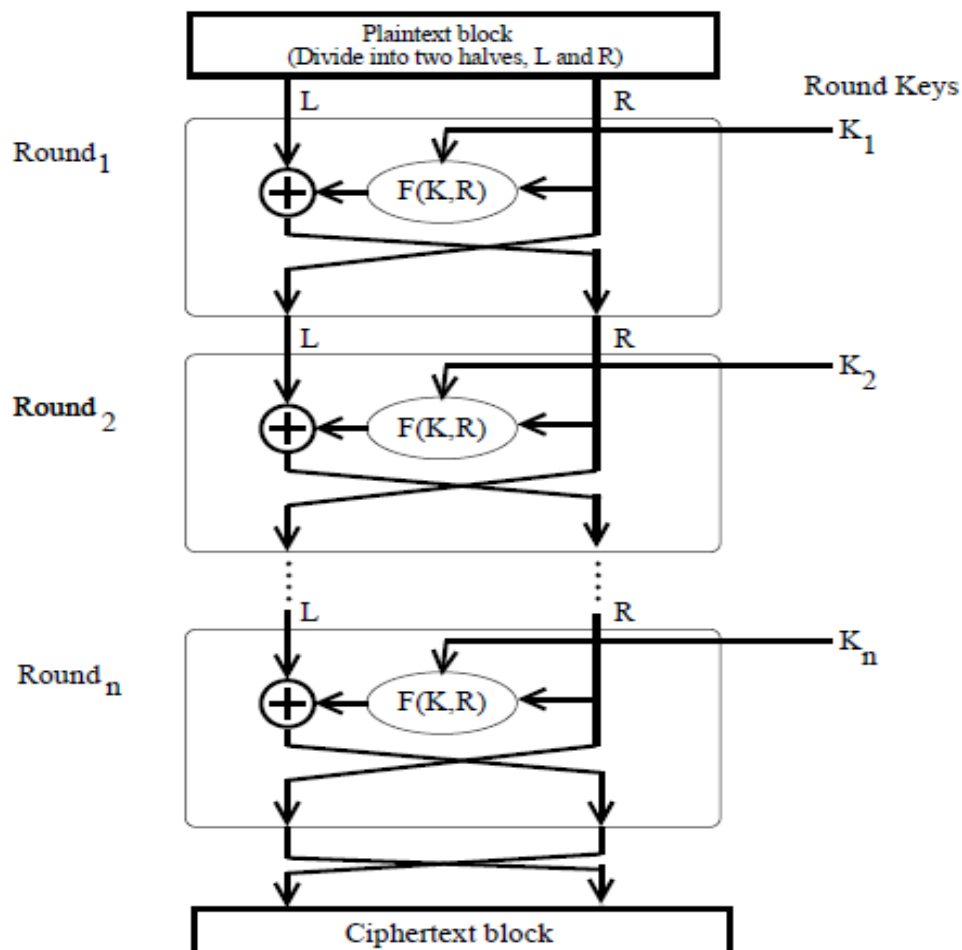 Plaintext block
(Divide into two halves, L and R)
L
R
Round Keys
K1
Round1
F(K,R)
L
R
K2
Round2
F(K,R)
L
R
Kn
Roundn
F(K,R)
Ciphertext block